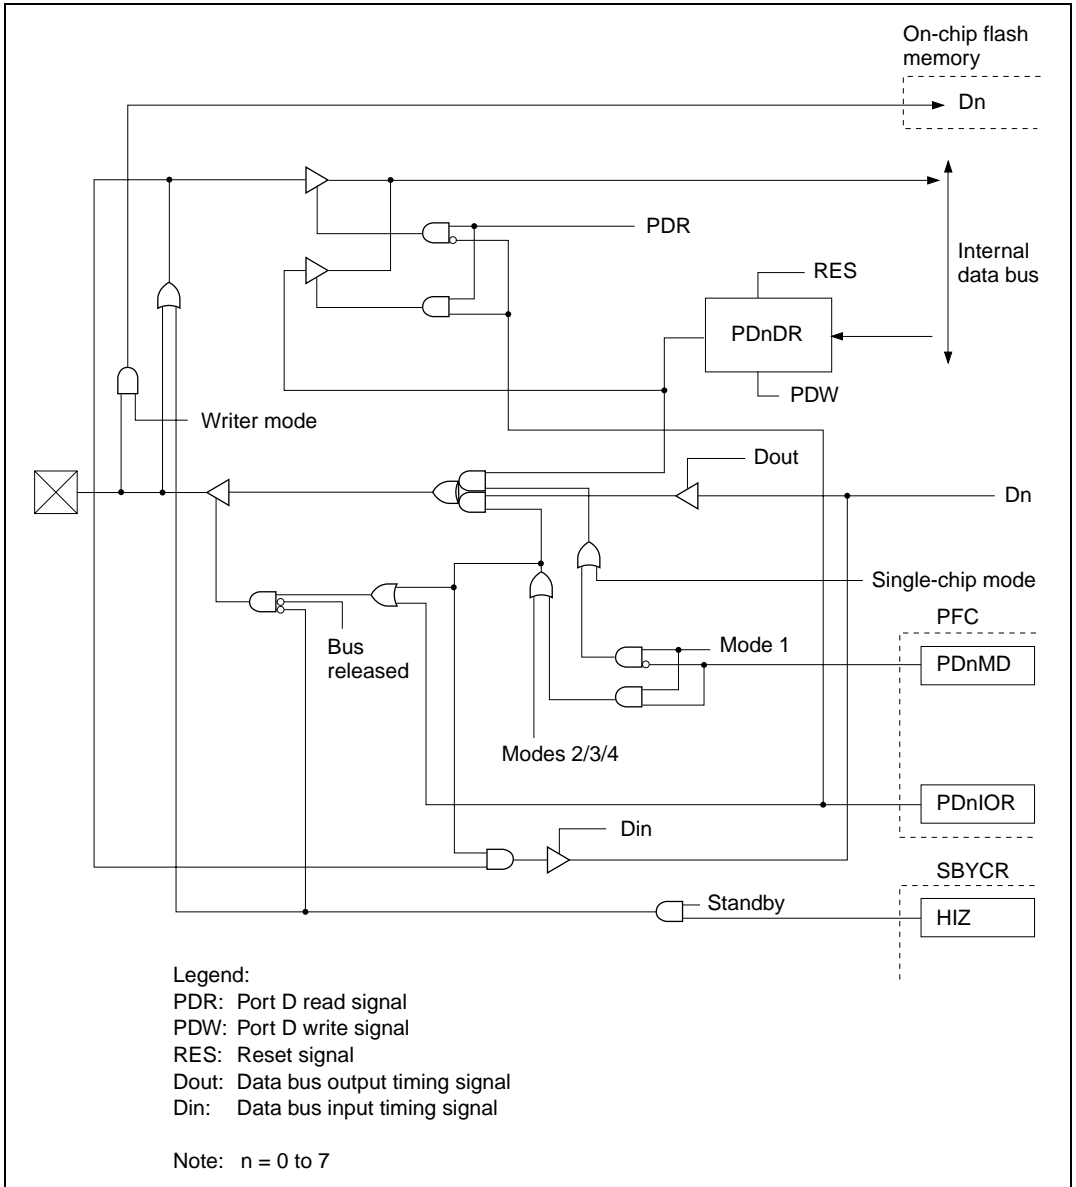 On-chip flash
memory
Dn
PDR
RES
Internal
data bus
PDnDR
PDW
Writer mode
Dout
Dn
Single-chip mode
PFC
Bus
released
Mode 1
PDnMD
Modes 2/3/4
PDnIOR
Din
SBYCR
Standby
HIZ
Legend:
PDR: Port D read signal
PDW: Port D write signal
RES: Reset signal
Dout: Data bus output timing signal
Din: Data bus input timing signal
Note: n = 0 to 7